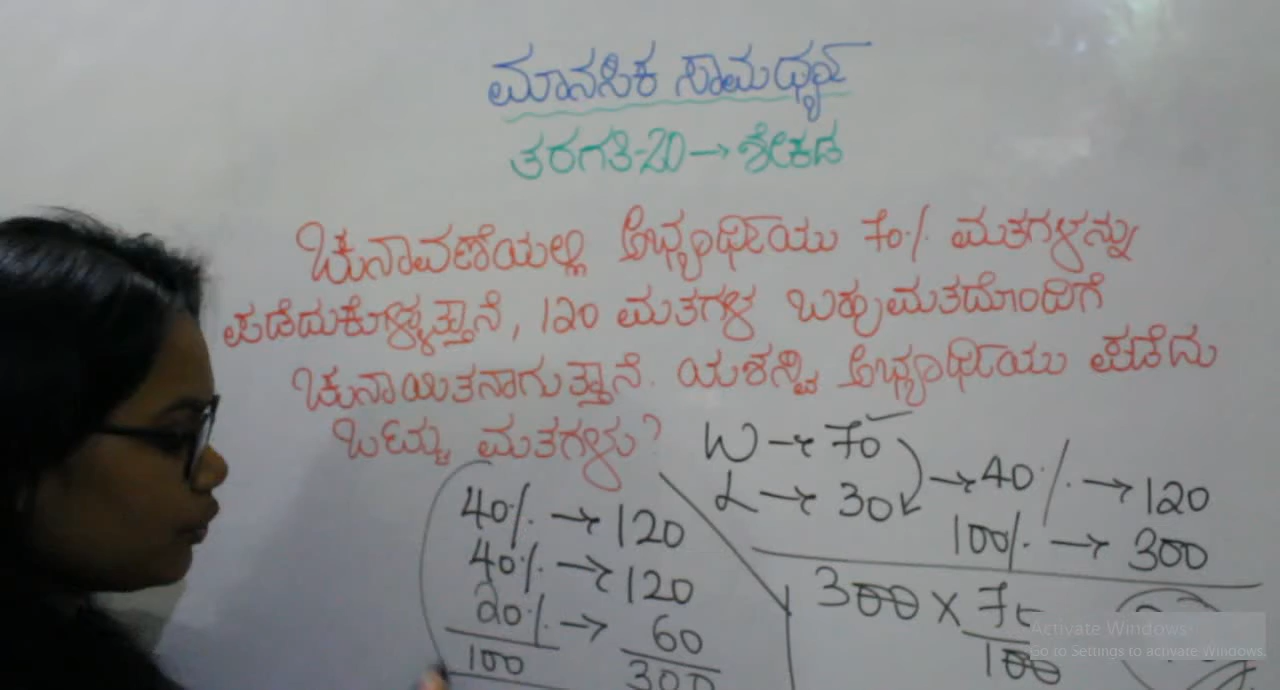 ಮಾನಸಿಕ ಸಾಮರ್ಥ್ಯ
ತರಗತಿ-20 → ಶೇಕಡ
ಚುನಾವಣೆಯಲ್ಲಿ ಅಭ್ಯರ್ಥಿಯು 70% ಮತಗಳನ್ನು
ಪಡೆದುಕೊಳ್ಳುತ್ತಾನೆ, 120 ಮತಗಳ ಬಹುಮತದೊಂದಿಗೆ
ಚುನಾಯಿತನಾಗುತ್ತಾನೆ. ಯಶಸ್ವಿ ಅಭ್ಯರ್ಥಿಯು ಪಡೆದು
ಒಟ್ಟು ಮತಗಳು?
W → 70
L → 30 → 40% → 120
100% → 300
40% → 120
40% → 120
20% → 60
100 300
300 × 70
100
Activate Windows
Go to Settings to activate Windows.